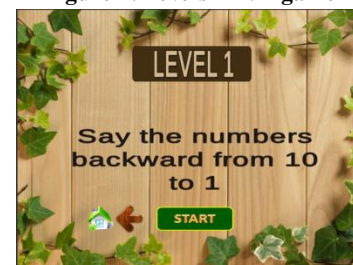 LEVEL 1
Say the numbers
backward from 10
to 1
START